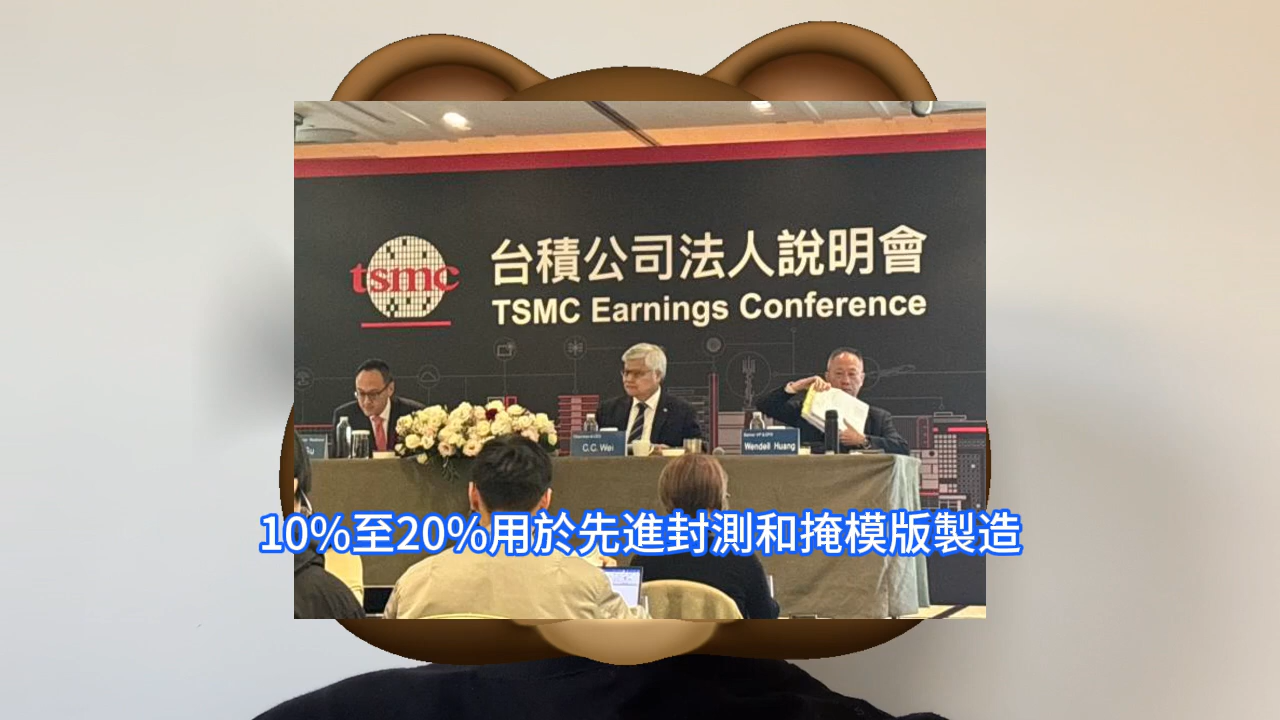 tsmc
台積公司法人說明會
TSMC Earnings Conference
C.C. Wei
Wendell Huang
10%至20%用於先進封測和掩模版製造